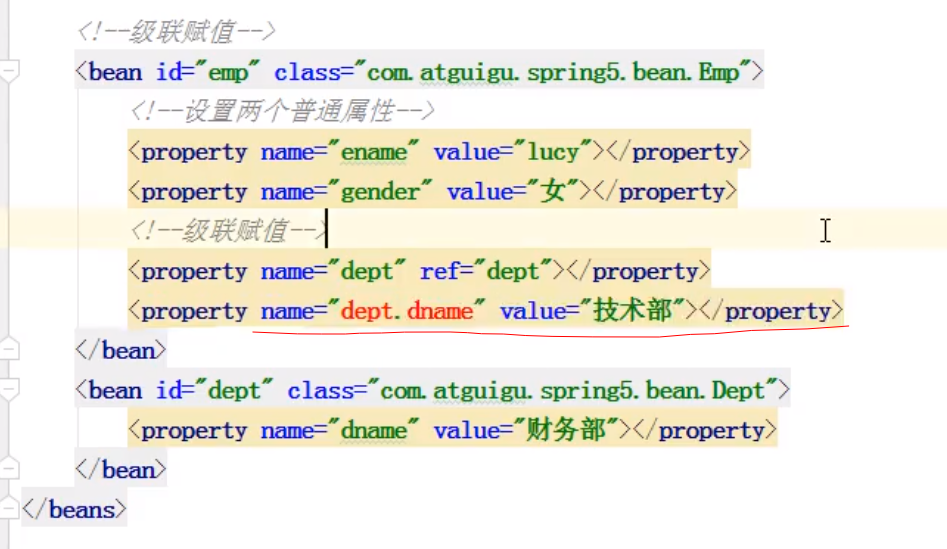 <!--级联赋值-->
<bean id="emp" class="com.atguigu.spring5.bean.Emp">
<!--设置两个普通属性-->
<property name="ename" value="lucy"></property>
<property name="gender" value="女"></property>
<!--级联赋值-->
<property name="dept" ref="dept"></property>
<property name="dept.dname" value="技术部"></property>
</bean>
<bean id="dept" class="com.atguigu.spring5.bean.Dept">
<property name="dname" value="财务部"></property>
</bean>
</beans>